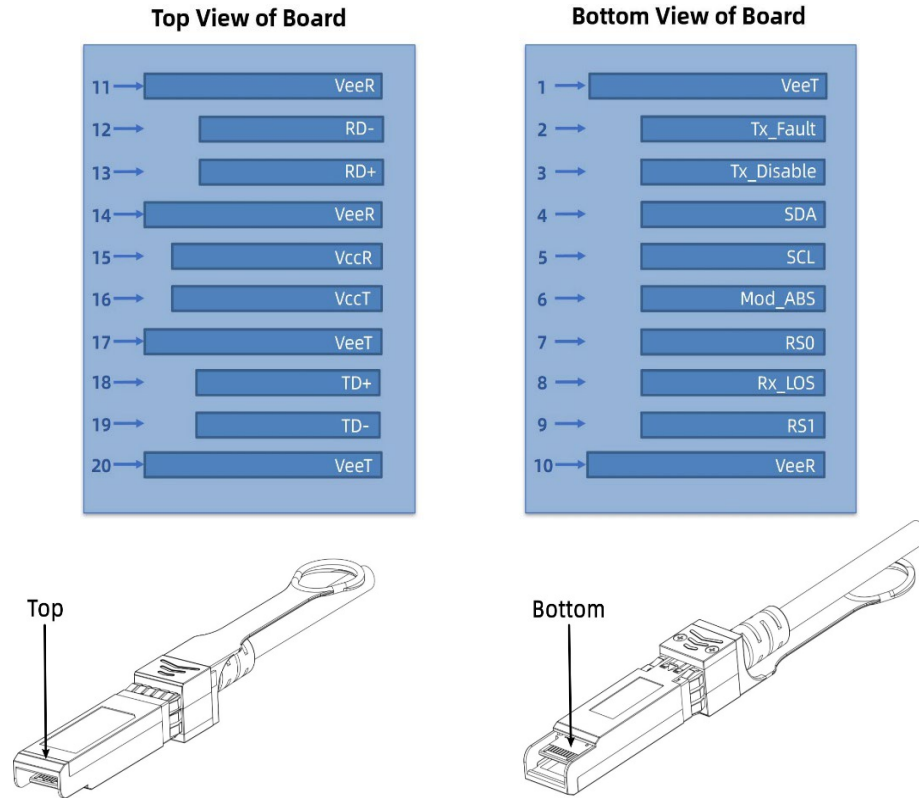 Top View of Board
11 VeeR
12 RD-
13 RD+
14 VeeR
15 VccR
16 VccT
17 VeeT
18 TD+
19 TD-
20 VeeT
Bottom View of Board
1 VeeT
2 Tx_Fault
3 Tx_Disable
4 SDA
5 SCL
6 Mod_ABS
7 RS0
8 Rx_LOS
9 RS1
10 VeeR
Top
Bottom